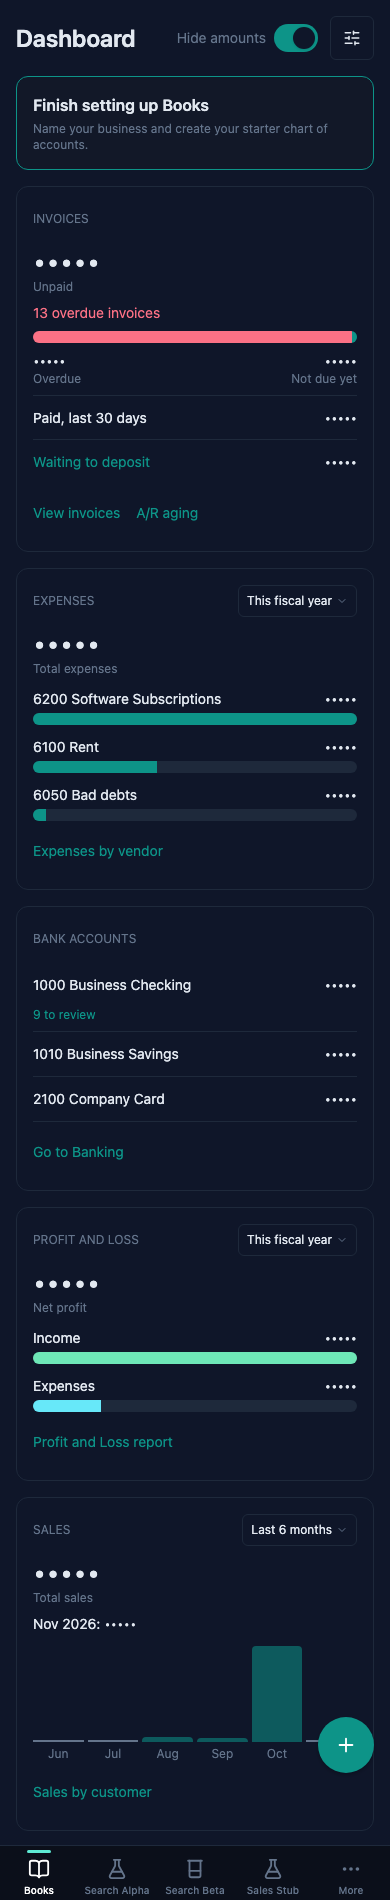 Dashboard
Hide amounts
Finish setting up Books
Name your business and create your starter chart of
accounts.
INVOICES
•••••
Unpaid
13 overdue invoices
••••• •••••
Overdue Not due yet
Paid, last 30 days •••••
Waiting to deposit •••••
View invoices A/R aging
EXPENSES This fiscal year
•••••
Total expenses
6200 Software Subscriptions •••••
6100 Rent •••••
6050 Bad debts •••••
Expenses by vendor
BANK ACCOUNTS
1000 Business Checking •••••
9 to review
1010 Business Savings •••••
2100 Company Card •••••
Go to Banking
PROFIT AND LOSS This fiscal year
•••••
Net profit
Income •••••
Expenses •••••
Profit and Loss report
SALES Last 6 months
•••••
Total sales
Nov 2026: •••••
Jun Jul Aug Sep Oct
Sales by customer
Books Search Alpha Search Beta Sales Stub More